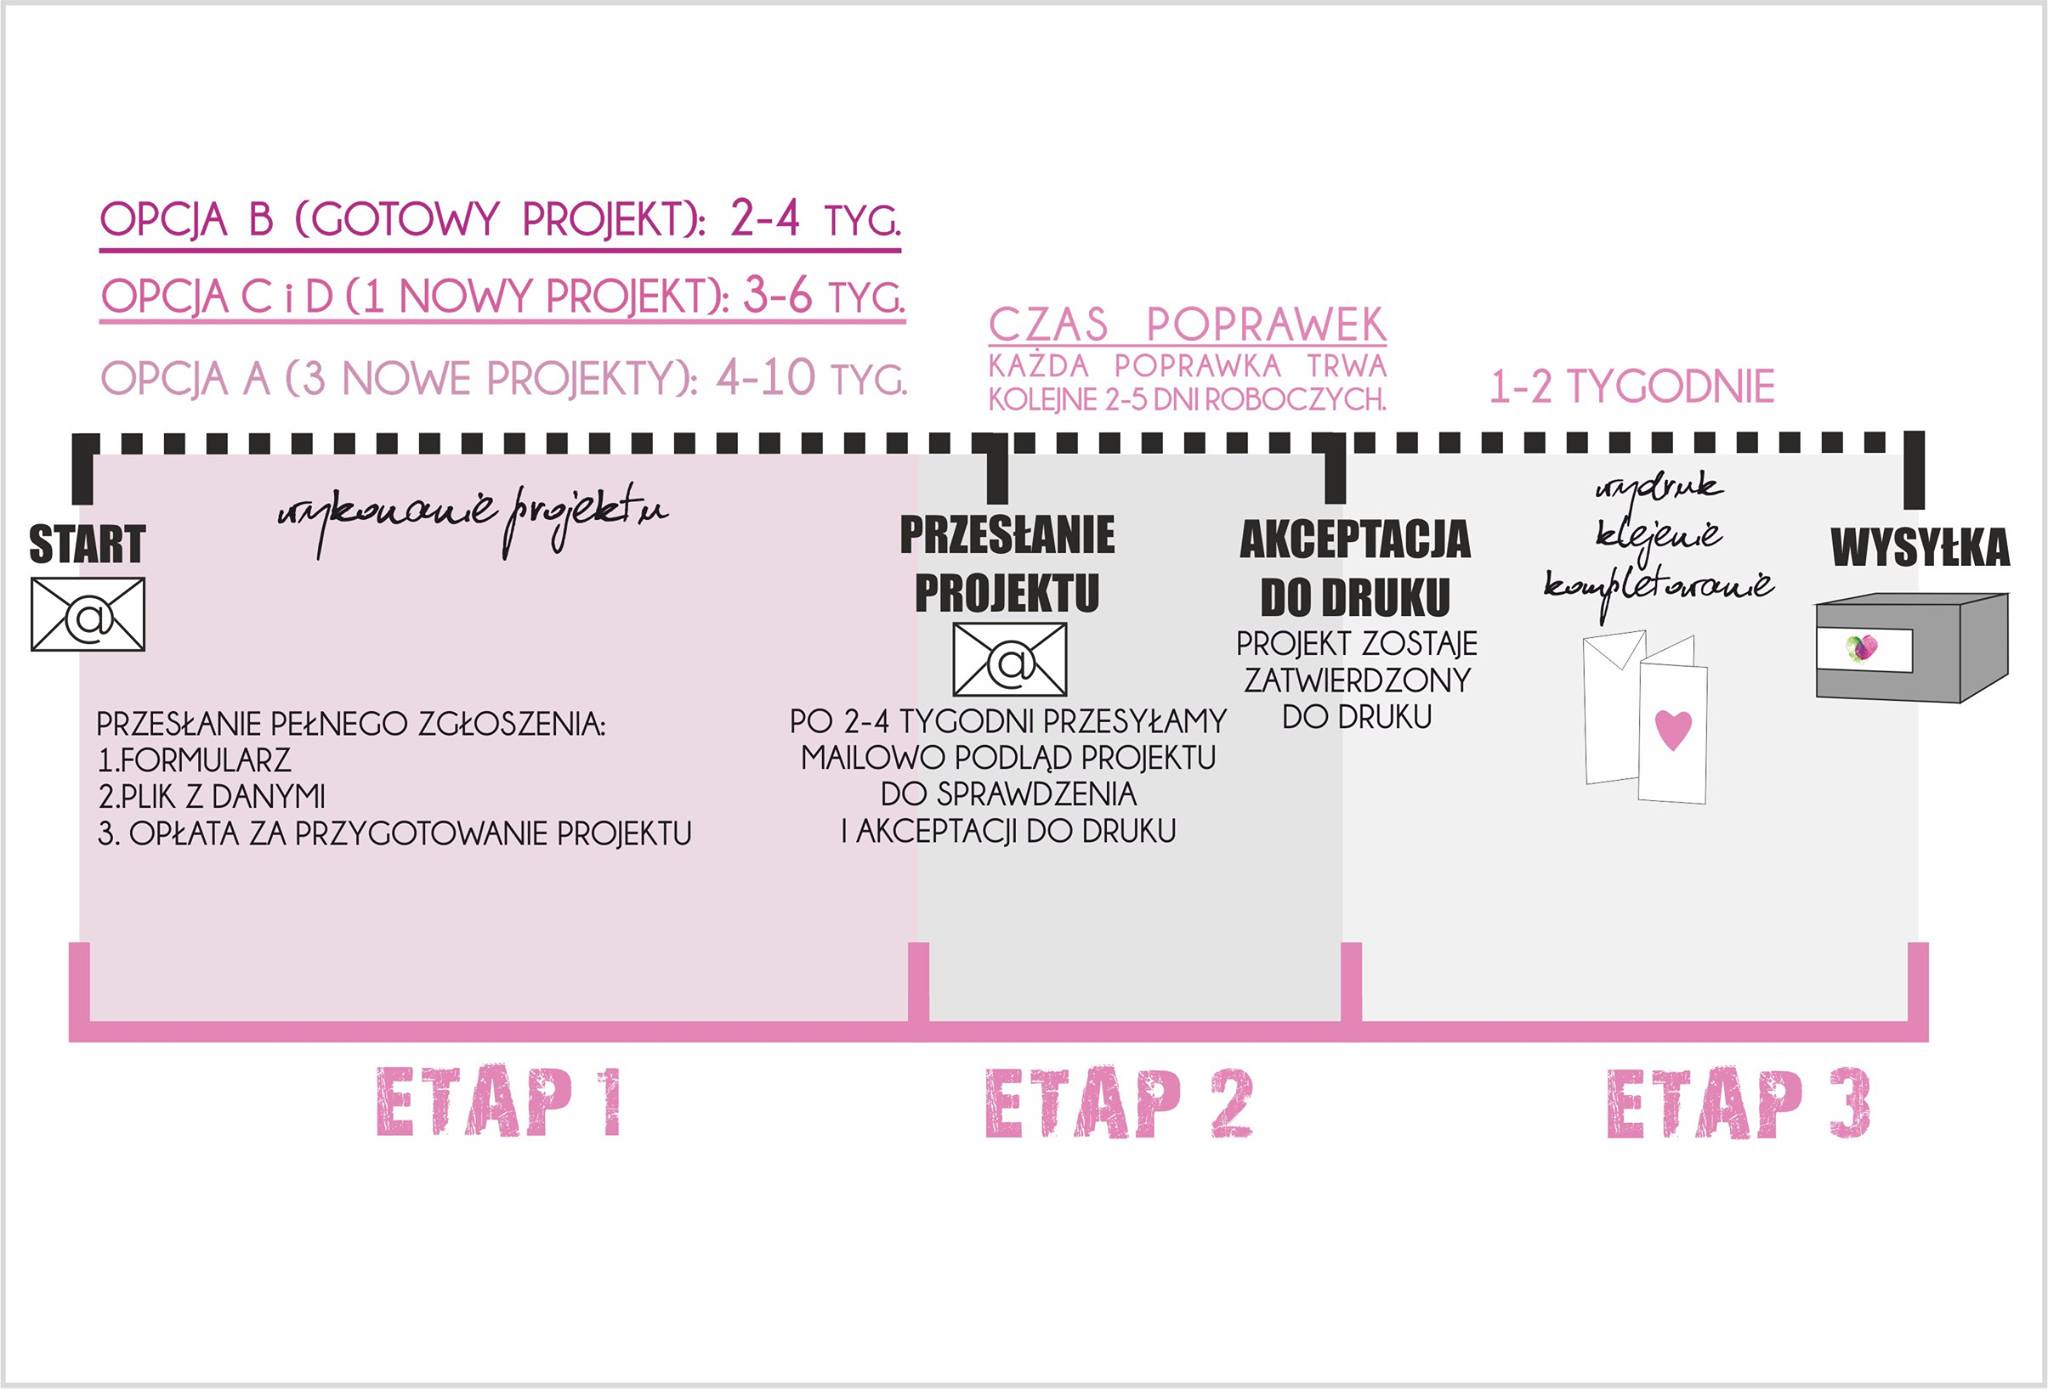 OPCJA B (GOTOWY PROJEKT): 2-4 TYG.
OPCJA C i D (1 NOWY PROJEKT): 3-6 TYG.
OPCJA A (3 NOWE PROJEKTY): 4-10 TYG.
CZAS POPRAWEK
KAŻDA POPRAWKA TRWA
KOLEJNE 2-5 DNI ROBOCZYCH.
1-2 TYGODNIE
START
@
wykonanie projektu
PRZESŁANIE PEŁNEGO ZGŁOSZENIA:
1.FORMULARZ
2.PLIK Z DANYMI
3. OPŁATA ZA PRZYGOTOWANIE PROJEKTU
PRZESŁANIE
PROJEKTU
@
PO 2-4 TYGODNI PRZESYŁAMY
MAILOWO PODLĄD PROJEKTU
DO SPRAWDZENIA
I AKCEPTACJI DO DRUKU
AKCEPTACJA
DO DRUKU
PROJEKT ZOSTAJE
ZATWIERDZONY
DO DRUKU
wydruk
klejenie
kompletowanie
WYSYŁKA
ETAP 1
ETAP 2
ETAP 3